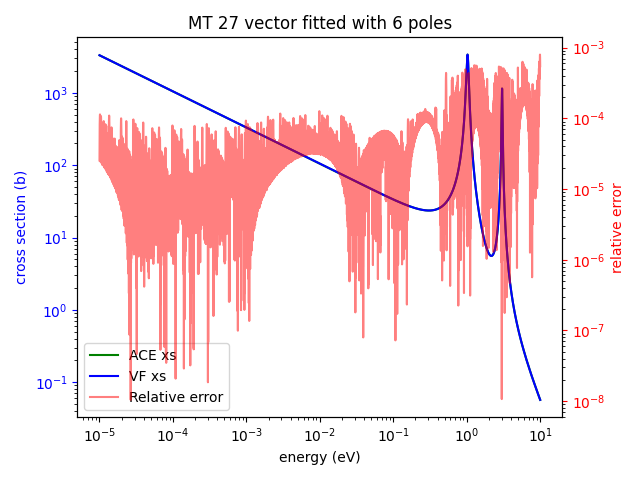 MT 27 vector fitted with 6 poles
cross section (b)
10³
10²
10¹
10⁰
10⁻¹
10⁻³
10⁻⁴
10⁻⁵
10⁻⁶
10⁻⁷
10⁻⁸
relative error
ACE xs
VF xs
Relative error
10⁻⁵ 10⁻⁴ 10⁻³ 10⁻² 10⁻¹ 10⁰ 10¹
energy (eV)